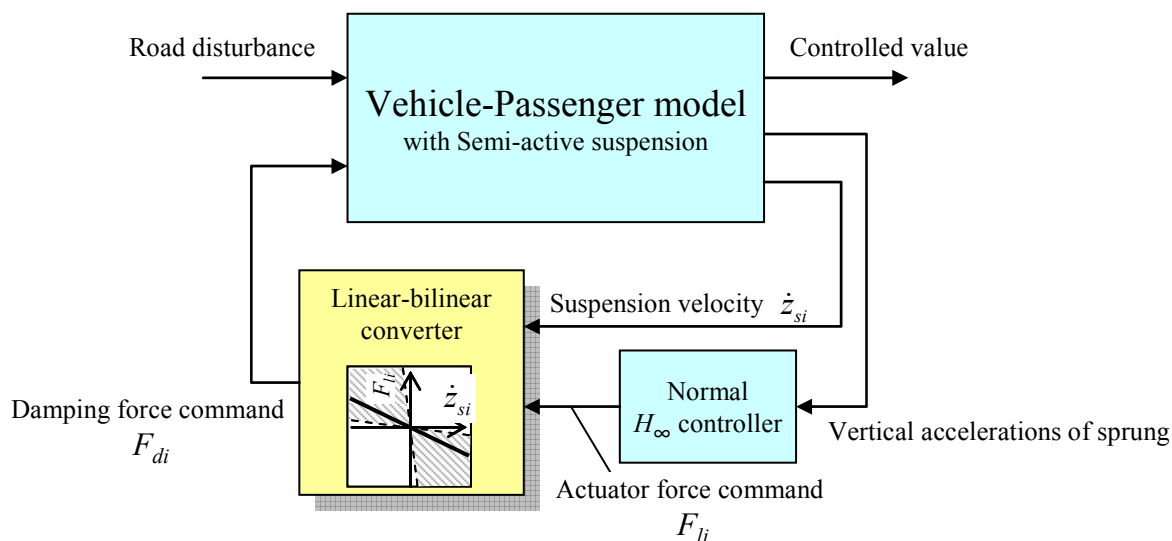 Road disturbance
Controlled value
Vehicle-Passenger model
with Semi-active suspension
Linear-bilinear
converter
Suspension velocity ż_si
F_li
ż_si
Normal
H∞ controller
Damping force command
F_di
Vertical accelerations of sprung
Actuator force command
F_li